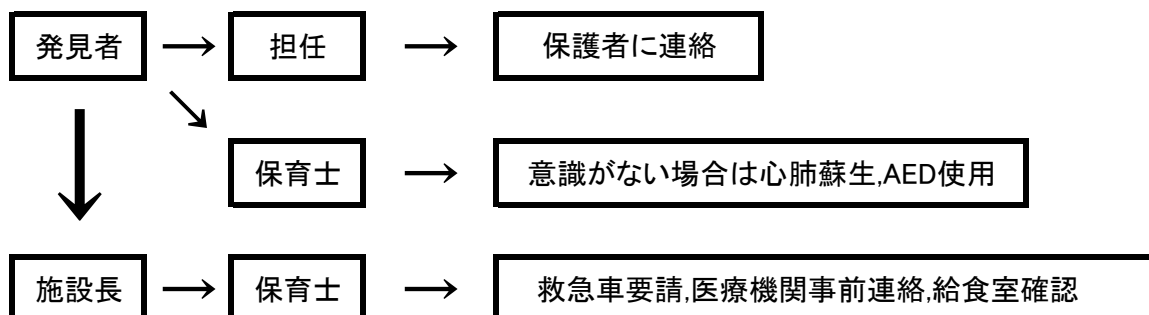 発見者 → 担任 → 保護者に連絡
保育士 → 意識がない場合は心肺蘇生,AED使用
施設長 → 保育士 → 救急車要請,医療機関事前連絡,給食室確認